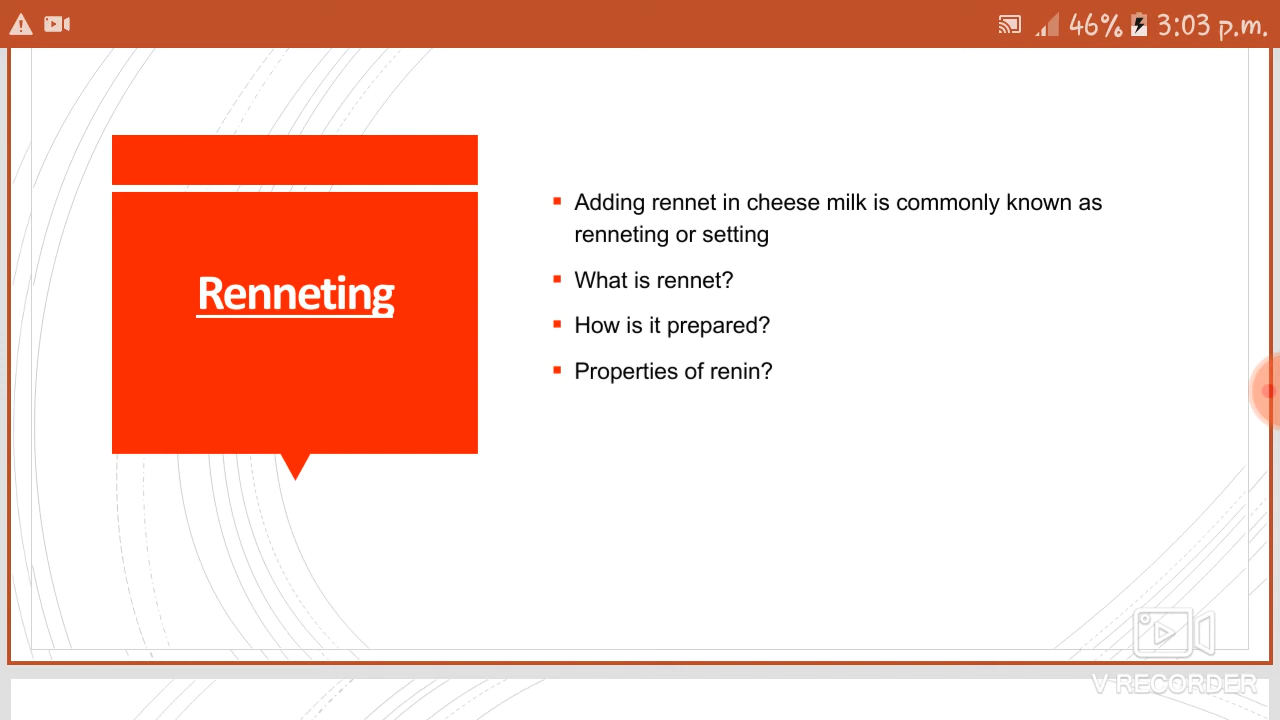 46% 3:03 p.m.
Renneting
Adding rennet in cheese milk is commonly known as
renneting or setting
What is rennet?
How is it prepared?
Properties of renin?
V RECORDER